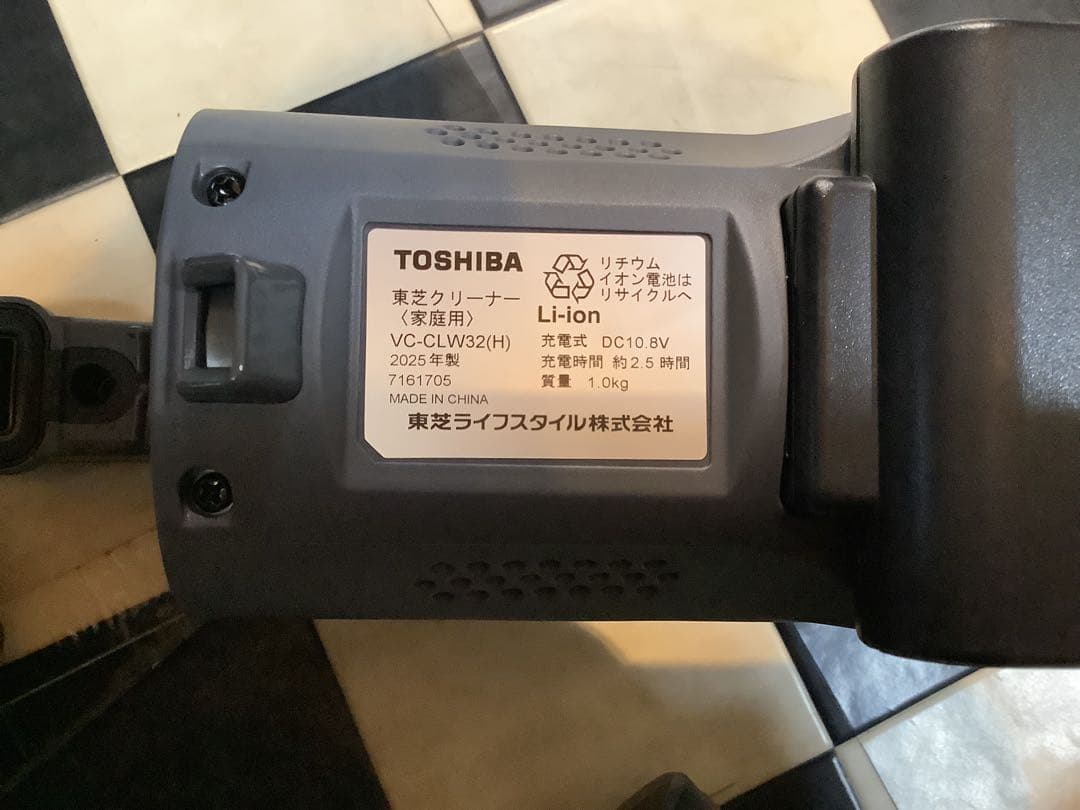 TOSHIBA
東芝クリーナー
〈家庭用〉
VC-CLW32(H)
2025年製
7161705
MADE IN CHINA
リチウム
イオン電池は
リサイクルへ
Li-ion
充電式 DC10.8V
充電時間 約2.5時間
質量 1.0kg
東芝ライフスタイル株式会社